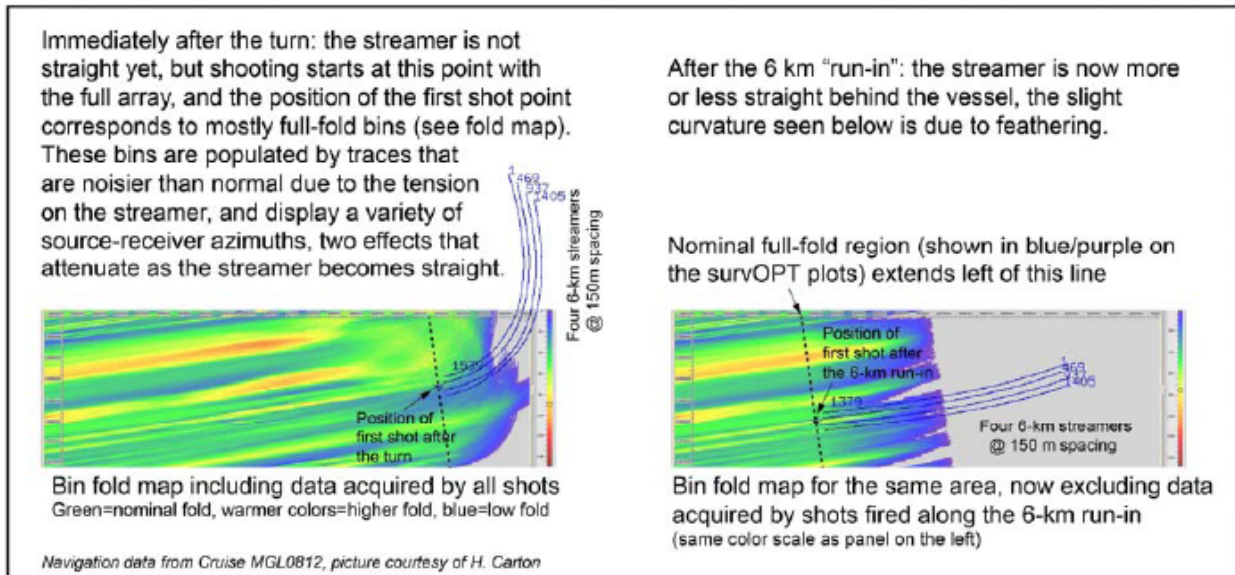 Immediately after the turn: the streamer is not
straight yet, but shooting starts at this point with
the full array, and the position of the first shot point
corresponds to mostly full-fold bins (see fold map).
These bins are populated by traces that
are noisier than normal due to the tension
on the streamer, and display a variety of
source-receiver azimuths, two effects that
attenuate as the streamer becomes straight.
1
469
937
1405
Four 6-km streamers
@ 150m spacing
Position of
first shot after
the turn
Bin fold map including data acquired by all shots
Green=nominal fold, warmer colors=higher fold, blue=low fold
Navigation data from Cruise MGL0812, picture courtesy of H. Carton
After the 6 km “run-in”: the streamer is now more
or less straight behind the vessel, the slight
curvature seen below is due to feathering.
Nominal full-fold region (shown in blue/purple on
the survOPT plots) extends left of this line
Position of
first shot after
the 6-km run-in
1379
1
469
937
1405
Four 6-km streamers
@ 150 m spacing
Bin fold map for the same area, now excluding data
acquired by shots fired along the 6-km run-in
(same color scale as panel on the left)